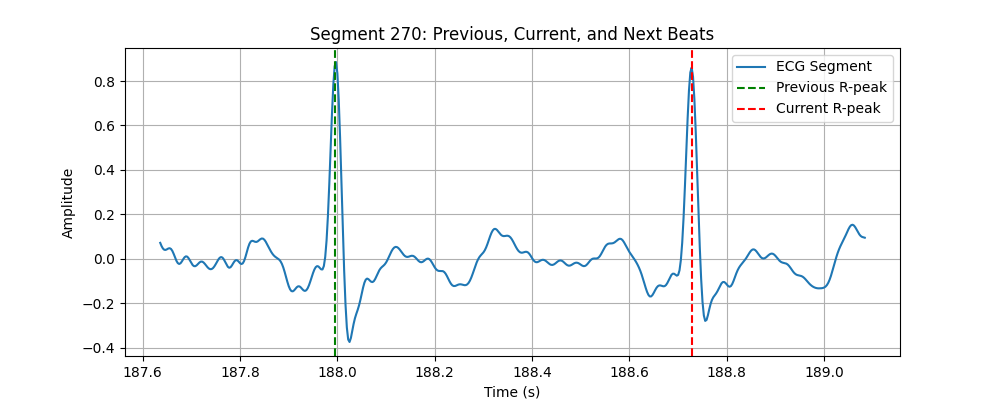 Segment 270: Previous, Current, and Next Beats
ECG Segment
Previous R-peak
Current R-peak
Amplitude
0.8
0.6
0.4
0.2
0.0
−0.2
−0.4
187.6 187.8 188.0 188.2 188.4 188.6 188.8 189.0
Time (s)